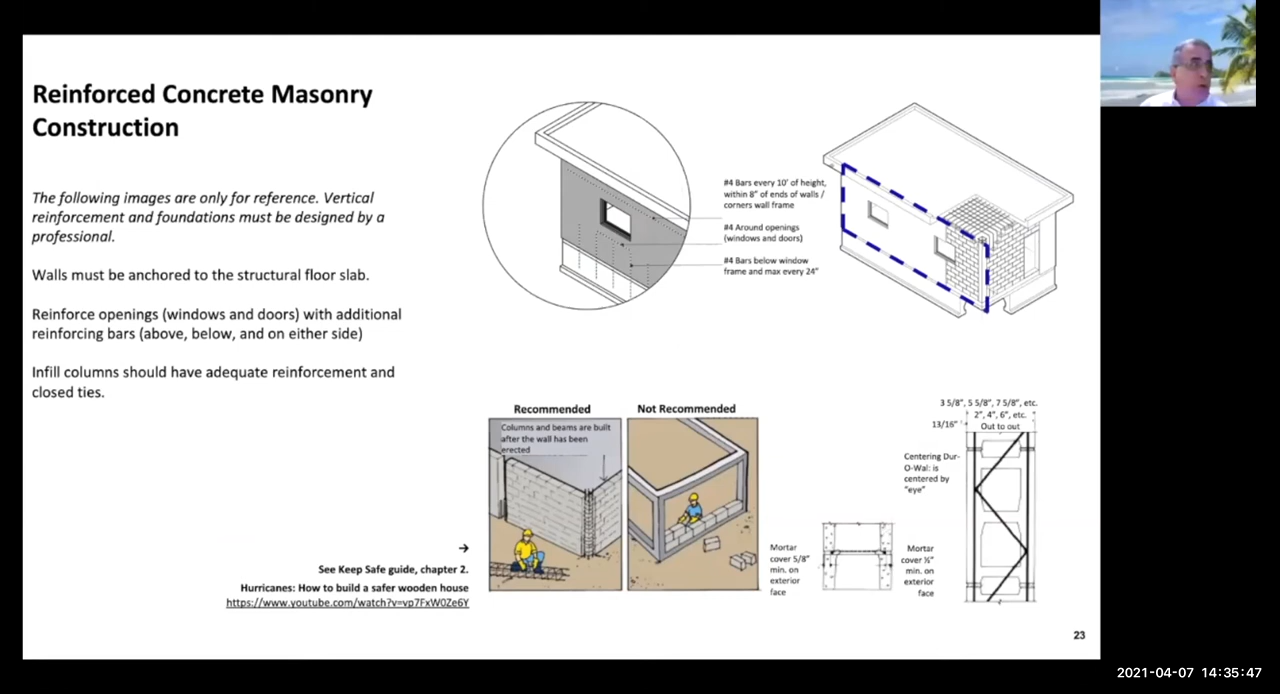 Reinforced Concrete Masonry
Construction
The following images are only for reference. Vertical
reinforcement and foundations must be designed by a
professional.
Walls must be anchored to the structural floor slab.
Reinforce openings (windows and doors) with additional
reinforcing bars (above, below, and on either side)
Infill columns should have adequate reinforcement and
closed ties.
→
See Keep Safe guide, chapter 2.
Hurricanes: How to build a safer wooden house
https://www.youtube.com/watch?v=vp7FxW0Ze6Y
#4 Bars every 10' of height,
within 8" of ends of walls /
corners wall frame
#4 Around openings
(windows and doors)
#4 Bars below window
frame and max every 24"
Recommended
Columns and beams are built
after the wall has been
erected
Not Recommended
Mortar
cover 5/8"
min. on
exterior
face
Mortar
cover ½"
min. on
exterior
face
3 5/8", 5 5/8", 7 5/8", etc.
2", 4", 6", etc.
13/16"
Out to out
Centering Dur-
O-Wal: is
centered by
"eye"
23
2021-04-07 14:35:47